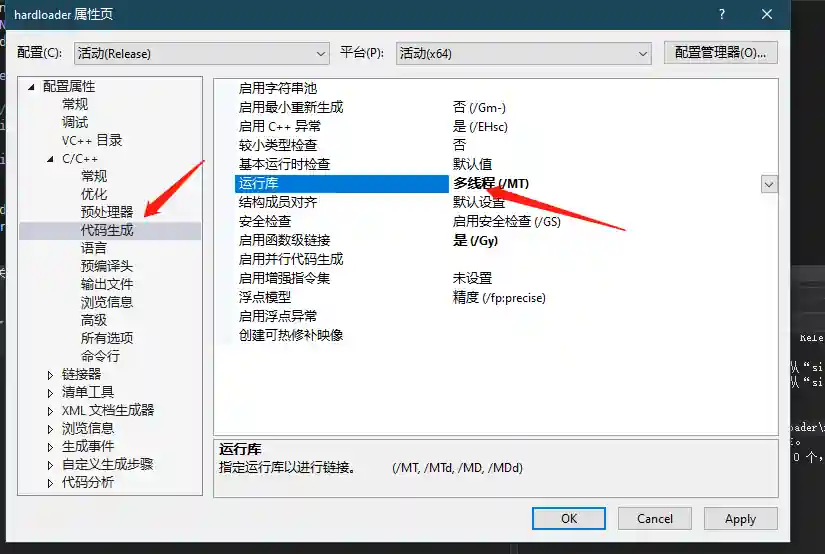 hardloader 属性页
?
配置(C): 活动(Release) 平台(P): 活动(x64) 配置管理器(O)...
配置属性
常规
调试
VC++ 目录
C/C++
常规
优化
预处理器
代码生成
语言
预编译头
输出文件
浏览信息
高级
所有选项
命令行
链接器
清单工具
XML 文档生成器
浏览信息
生成事件
自定义生成步骤
代码分析
启用字符串池
启用最小重新生成 否 (/Gm-)
启用 C++ 异常 是 (/EHsc)
较小类型检查 否
基本运行时检查 默认值
运行库 多线程 (/MT)
结构成员对齐 默认设置
安全检查 启用安全检查 (/GS)
启用函数级链接 是 (/Gy)
启用并行代码生成
启用增强指令集 未设置
浮点模型 精度 (/fp:precise)
启用浮点异常
创建可热修补映像
运行库
指定运行库以进行链接。 (/MT, /MTd, /MD, /MDd)
OK Cancel Apply
Rele
从“si
从“si
oader\
0 个,